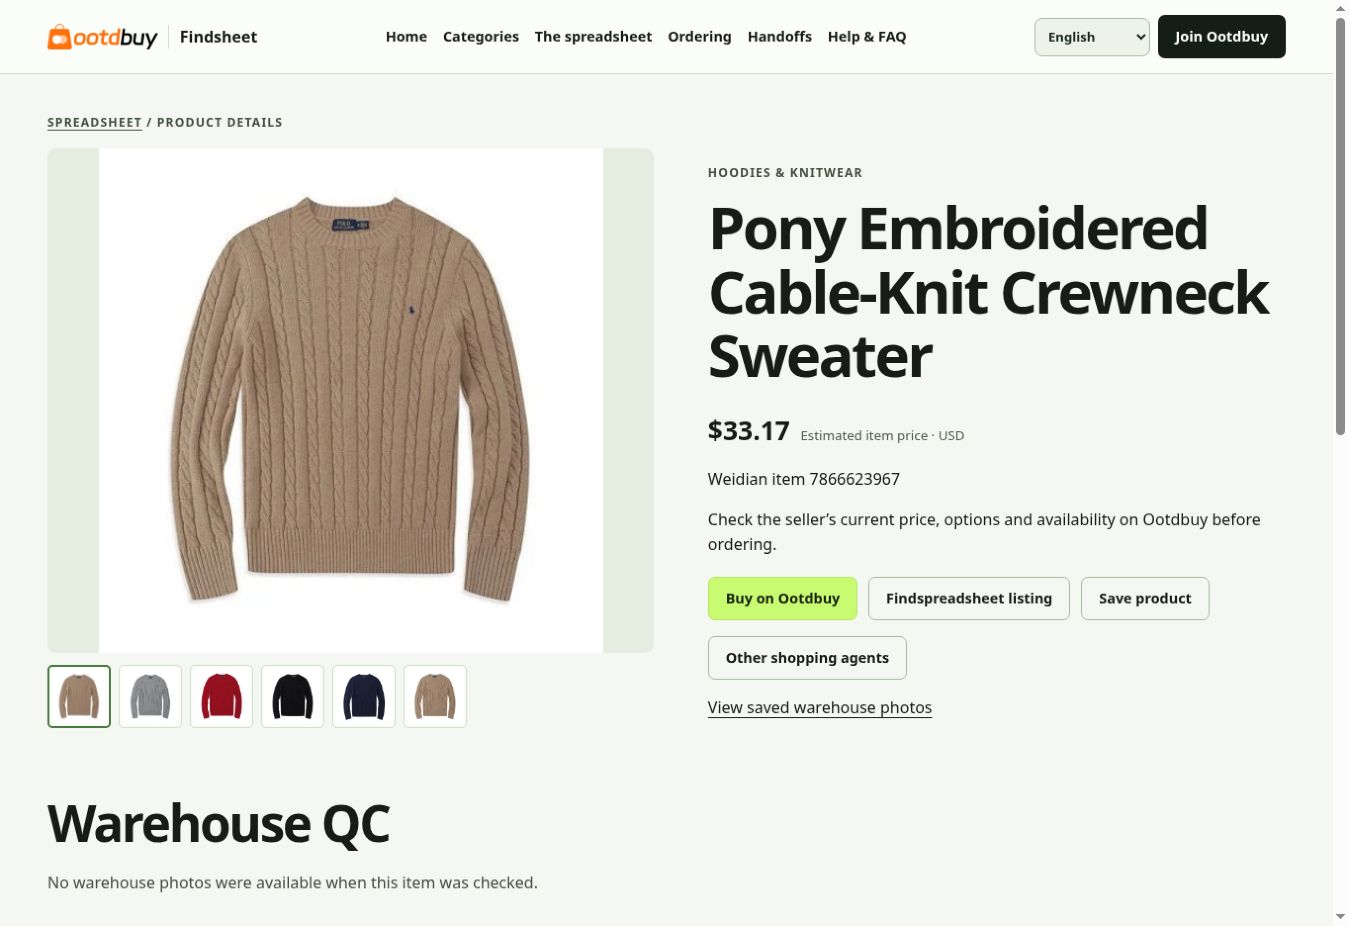 ootdbuy
Findsheet
Home
Categories
The spreadsheet
Ordering
Handoffs
Help & FAQ
English
Join Ootdbuy
SPREADSHEET / PRODUCT DETAILS
POLO
HOODIES & KNITWEAR
Pony Embroidered
Cable-Knit Crewneck
Sweater
$33.17 Estimated item price · USD
Weidian item 7866623967
Check the seller’s current price, options and availability on Ootdbuy before
ordering.
Buy on Ootdbuy
Findspreadsheet listing
Save product
Other shopping agents
View saved warehouse photos
Warehouse QC
No warehouse photos were available when this item was checked.